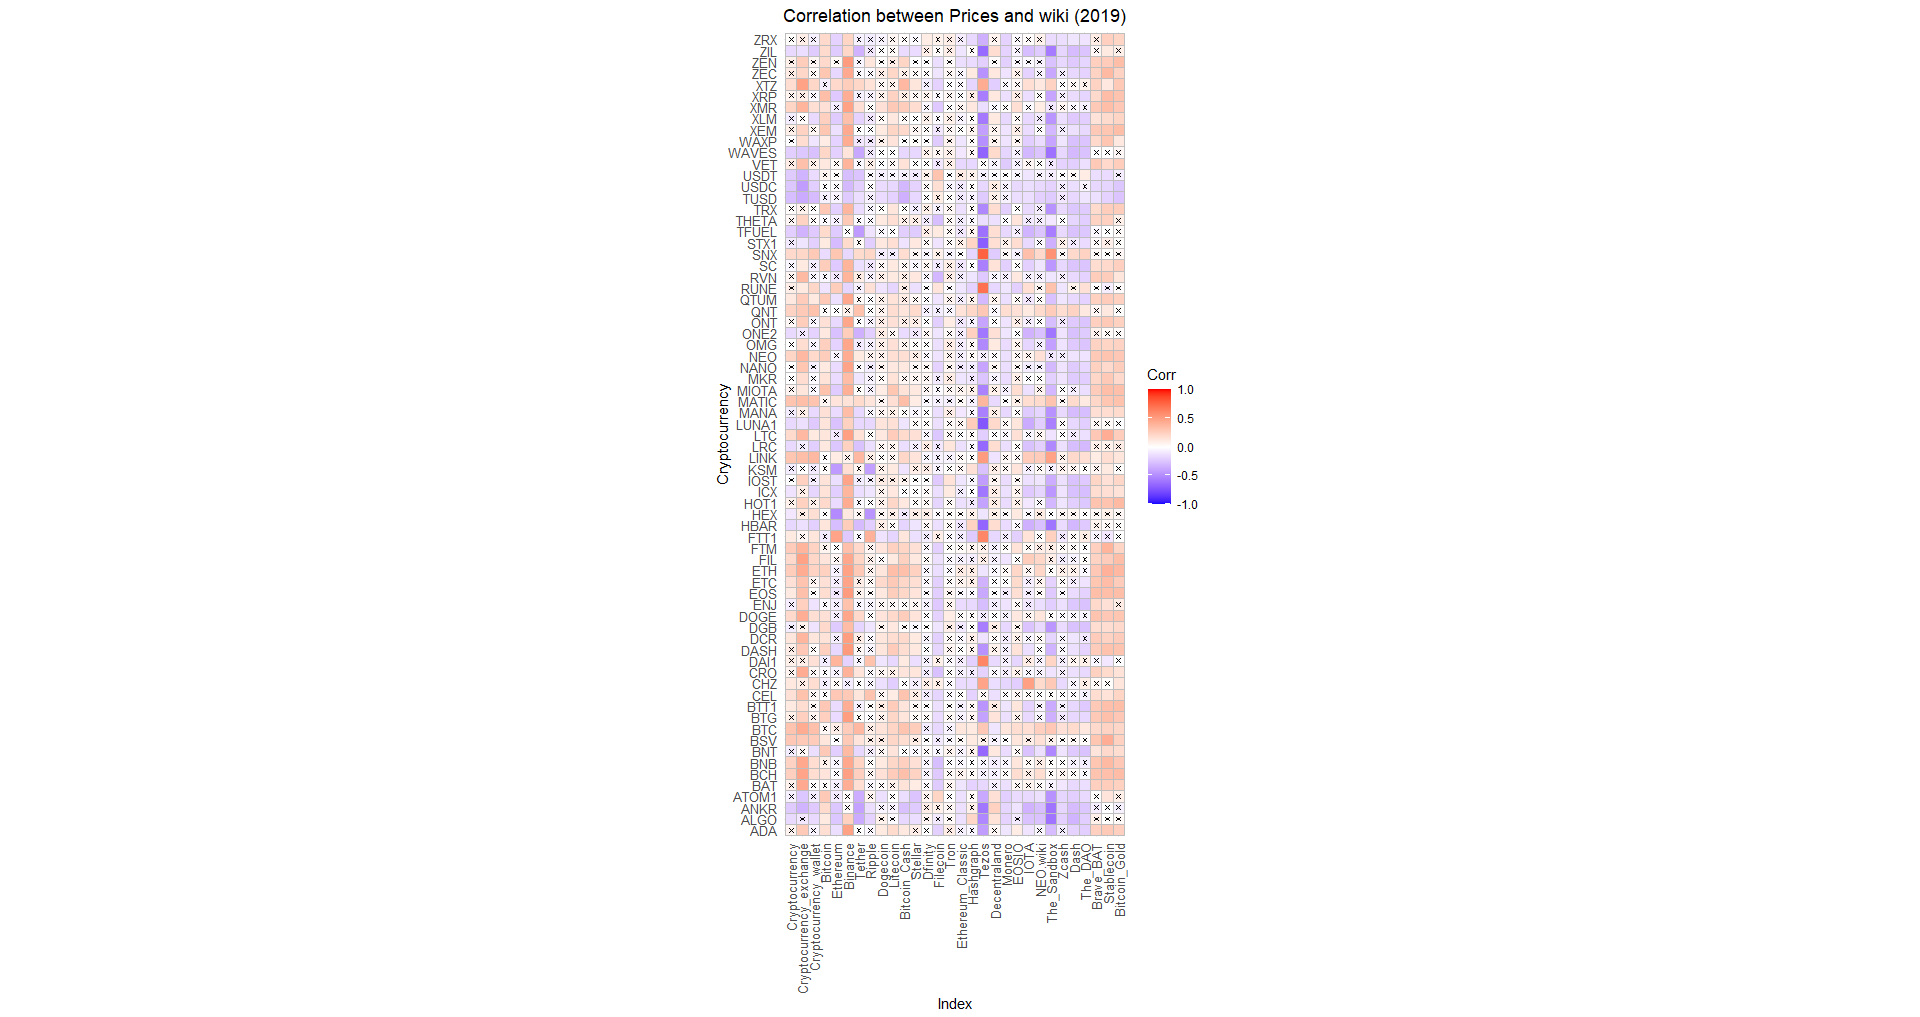 Correlation between Prices and wiki (2019)
Cryptocurrency
ZRX
ZIL
ZEN
ZEC
XTZ
XRP
XMR
XLM
XEM
WAXP
WAVES
VET
USDT
USDC
TUSD
TRX
THETA
TFUEL
STX1
SNX
SC
RVN
RUNE
QTUM
QNT
ONT
ONE2
OMG
NEO
NANO
MKR
MIOTA
MATIC
MANA
LUNA1
LTC
LRC
LINK
KSM
IOST
ICX
HOT1
HEX
HBAR
FTT1
FTM
FIL
ETH
ETC
EOS
ENJ
DOGE
DGB
DCR
DASH
DAI1
CRO
CHZ
CEL
BTT1
BTG
BTC
BSV
BNT
BNB
BCH
BAT
ATOM1
ANKR
ALGO
ADA
Cryptocurrency
Cryptocurrency_exchange
Cryptocurrency_wallet
Bitcoin
Ethereum
Binance
Tether
Ripple
Dogecoin
Litecoin
Bitcoin_Cash
Stellar
Dfinity
Filecoin
Tron
Ethereum_Classic
Hashgraph
Tezos
Decentraland
Monero
EOSIO
IOTA
NEO.wiki
The_Sandbox
Zcash
Dash
The_DAO
Brave_BAT
Stablecoin
Bitcoin_Gold
Index
Corr
1.0
0.5
0.0
-0.5
-1.0